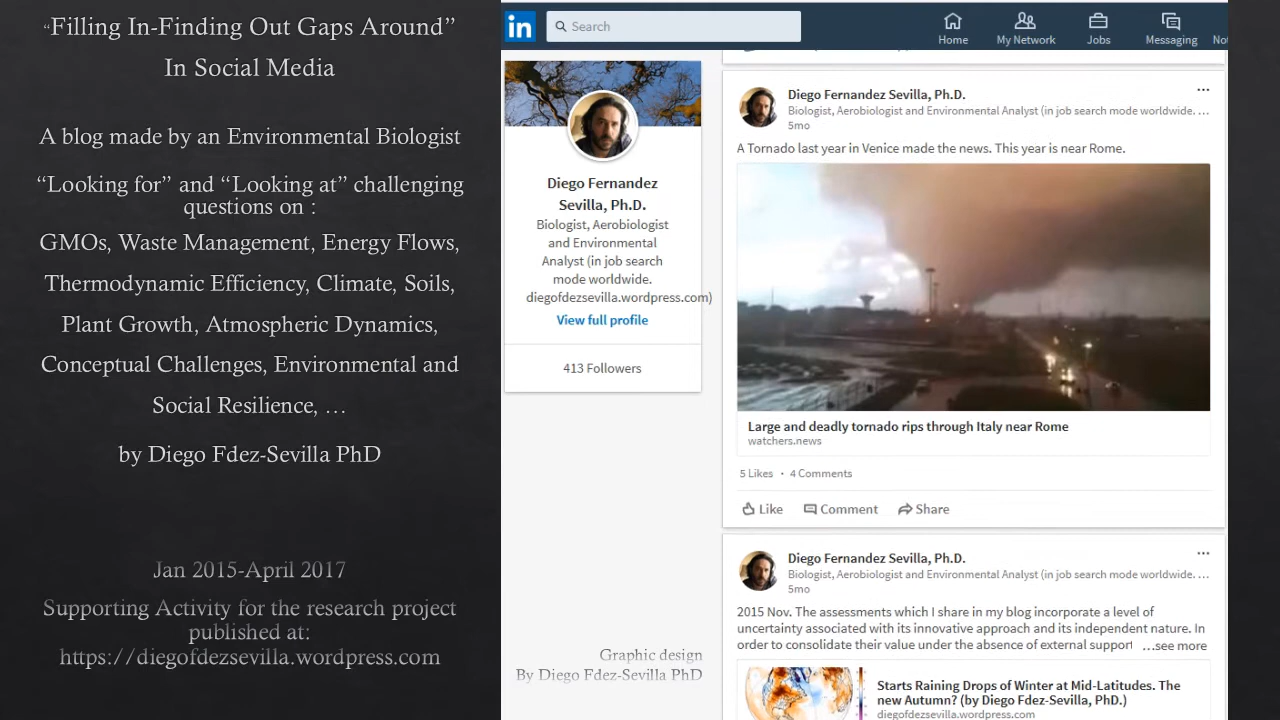 “Filling In-Finding Out Gaps Around”
In Social Media
A blog made by an Environmental Biologist
“Looking for” and “Looking at” challenging
questions on :
GMOs, Waste Management, Energy Flows,
Thermodynamic Efficiency, Climate, Soils,
Plant Growth, Atmospheric Dynamics,
Conceptual Challenges, Environmental and
Social Resilience, …
by Diego Fdez-Sevilla PhD
Jan 2015-April 2017
Supporting Activity for the research project
published at:
https://diegofdezsevilla.wordpress.com
in
Search
Home
My Network
Jobs
Messaging
No
Diego Fernandez
Sevilla, Ph.D.
Biologist, Aerobiologist
and Environmental
Analyst (in job search
mode worldwide.
diegofdezsevilla.wordpress.com)
View full profile
413 Followers
Graphic design
By Diego Fdez-Sevilla PhD
Diego Fernandez Sevilla, Ph.D.
Biologist, Aerobiologist and Environmental Analyst (in job search mode worldwide. …
5mo
A Tornado last year in Venice made the news. This year is near Rome.
Large and deadly tornado rips through Italy near Rome
watchers.news
5 Likes • 4 Comments
Like Comment Share
Diego Fernandez Sevilla, Ph.D.
Biologist, Aerobiologist and Environmental Analyst (in job search mode worldwide. …
5mo
2015 Nov. The assessments which I share in my blog incorporate a level of
uncertainty associated with its innovative approach and its independent nature. In
order to consolidate their value under the absence of external support …see more
Starts Raining Drops of Winter at Mid-Latitudes. The
new Autumn? (by Diego Fdez-Sevilla, PhD.)
diegofdezsevilla.wordpress.com